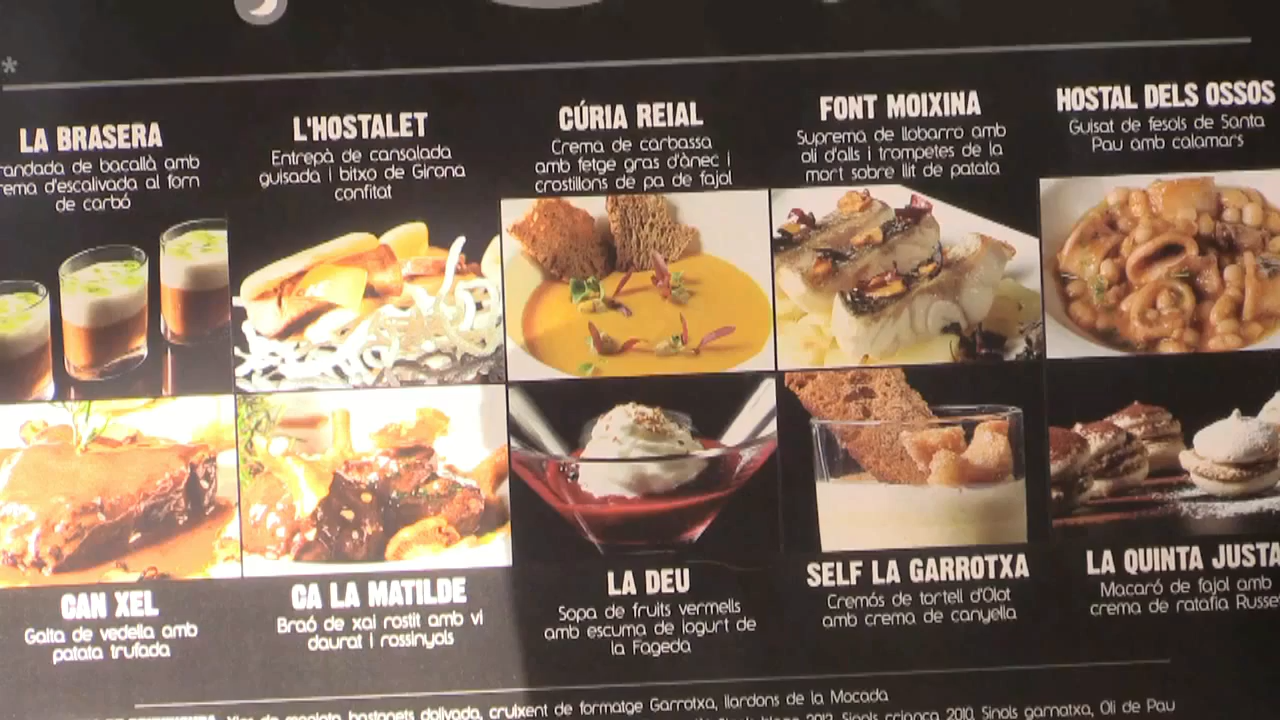 *
LA BRASERA
randada de bacallà amb
rema d'escalivada al forn
de carbó
L'HOSTALET
Entrepà de cansalada
guisada i bitxo de Girona
confitat
CÚRIA REIAL
Crema de carbassa
amb fetge gras d'ànec i
crostillons de pa de fajol
FONT MOIXINA
Suprema de llobarro amb
oli d'alls i trompetes de la
mort sobre llit de patata
HOSTAL DELS OSSOS
Guisat de fesols de Santa
Pau amb calamars
CAN XEL
Galta de vedella amb
patata trufada
CA LA MATILDE
Braó de xai rostit amb vi
daurat i rossinyols
LA DEU
Sopa de fruits vermells
amb escuma de iogurt de
la Fageda
SELF LA GARROTXA
Cremós de tortell d'Olot
amb crema de canyella
LA QUINTA JUSTA
Macaró de fajol amb
crema de ratafia Russet
cruixent de formatge Garrotxa, llardons de la Mocada
Sinols criança 2010, Sinols garnatxa, Oli de Pau